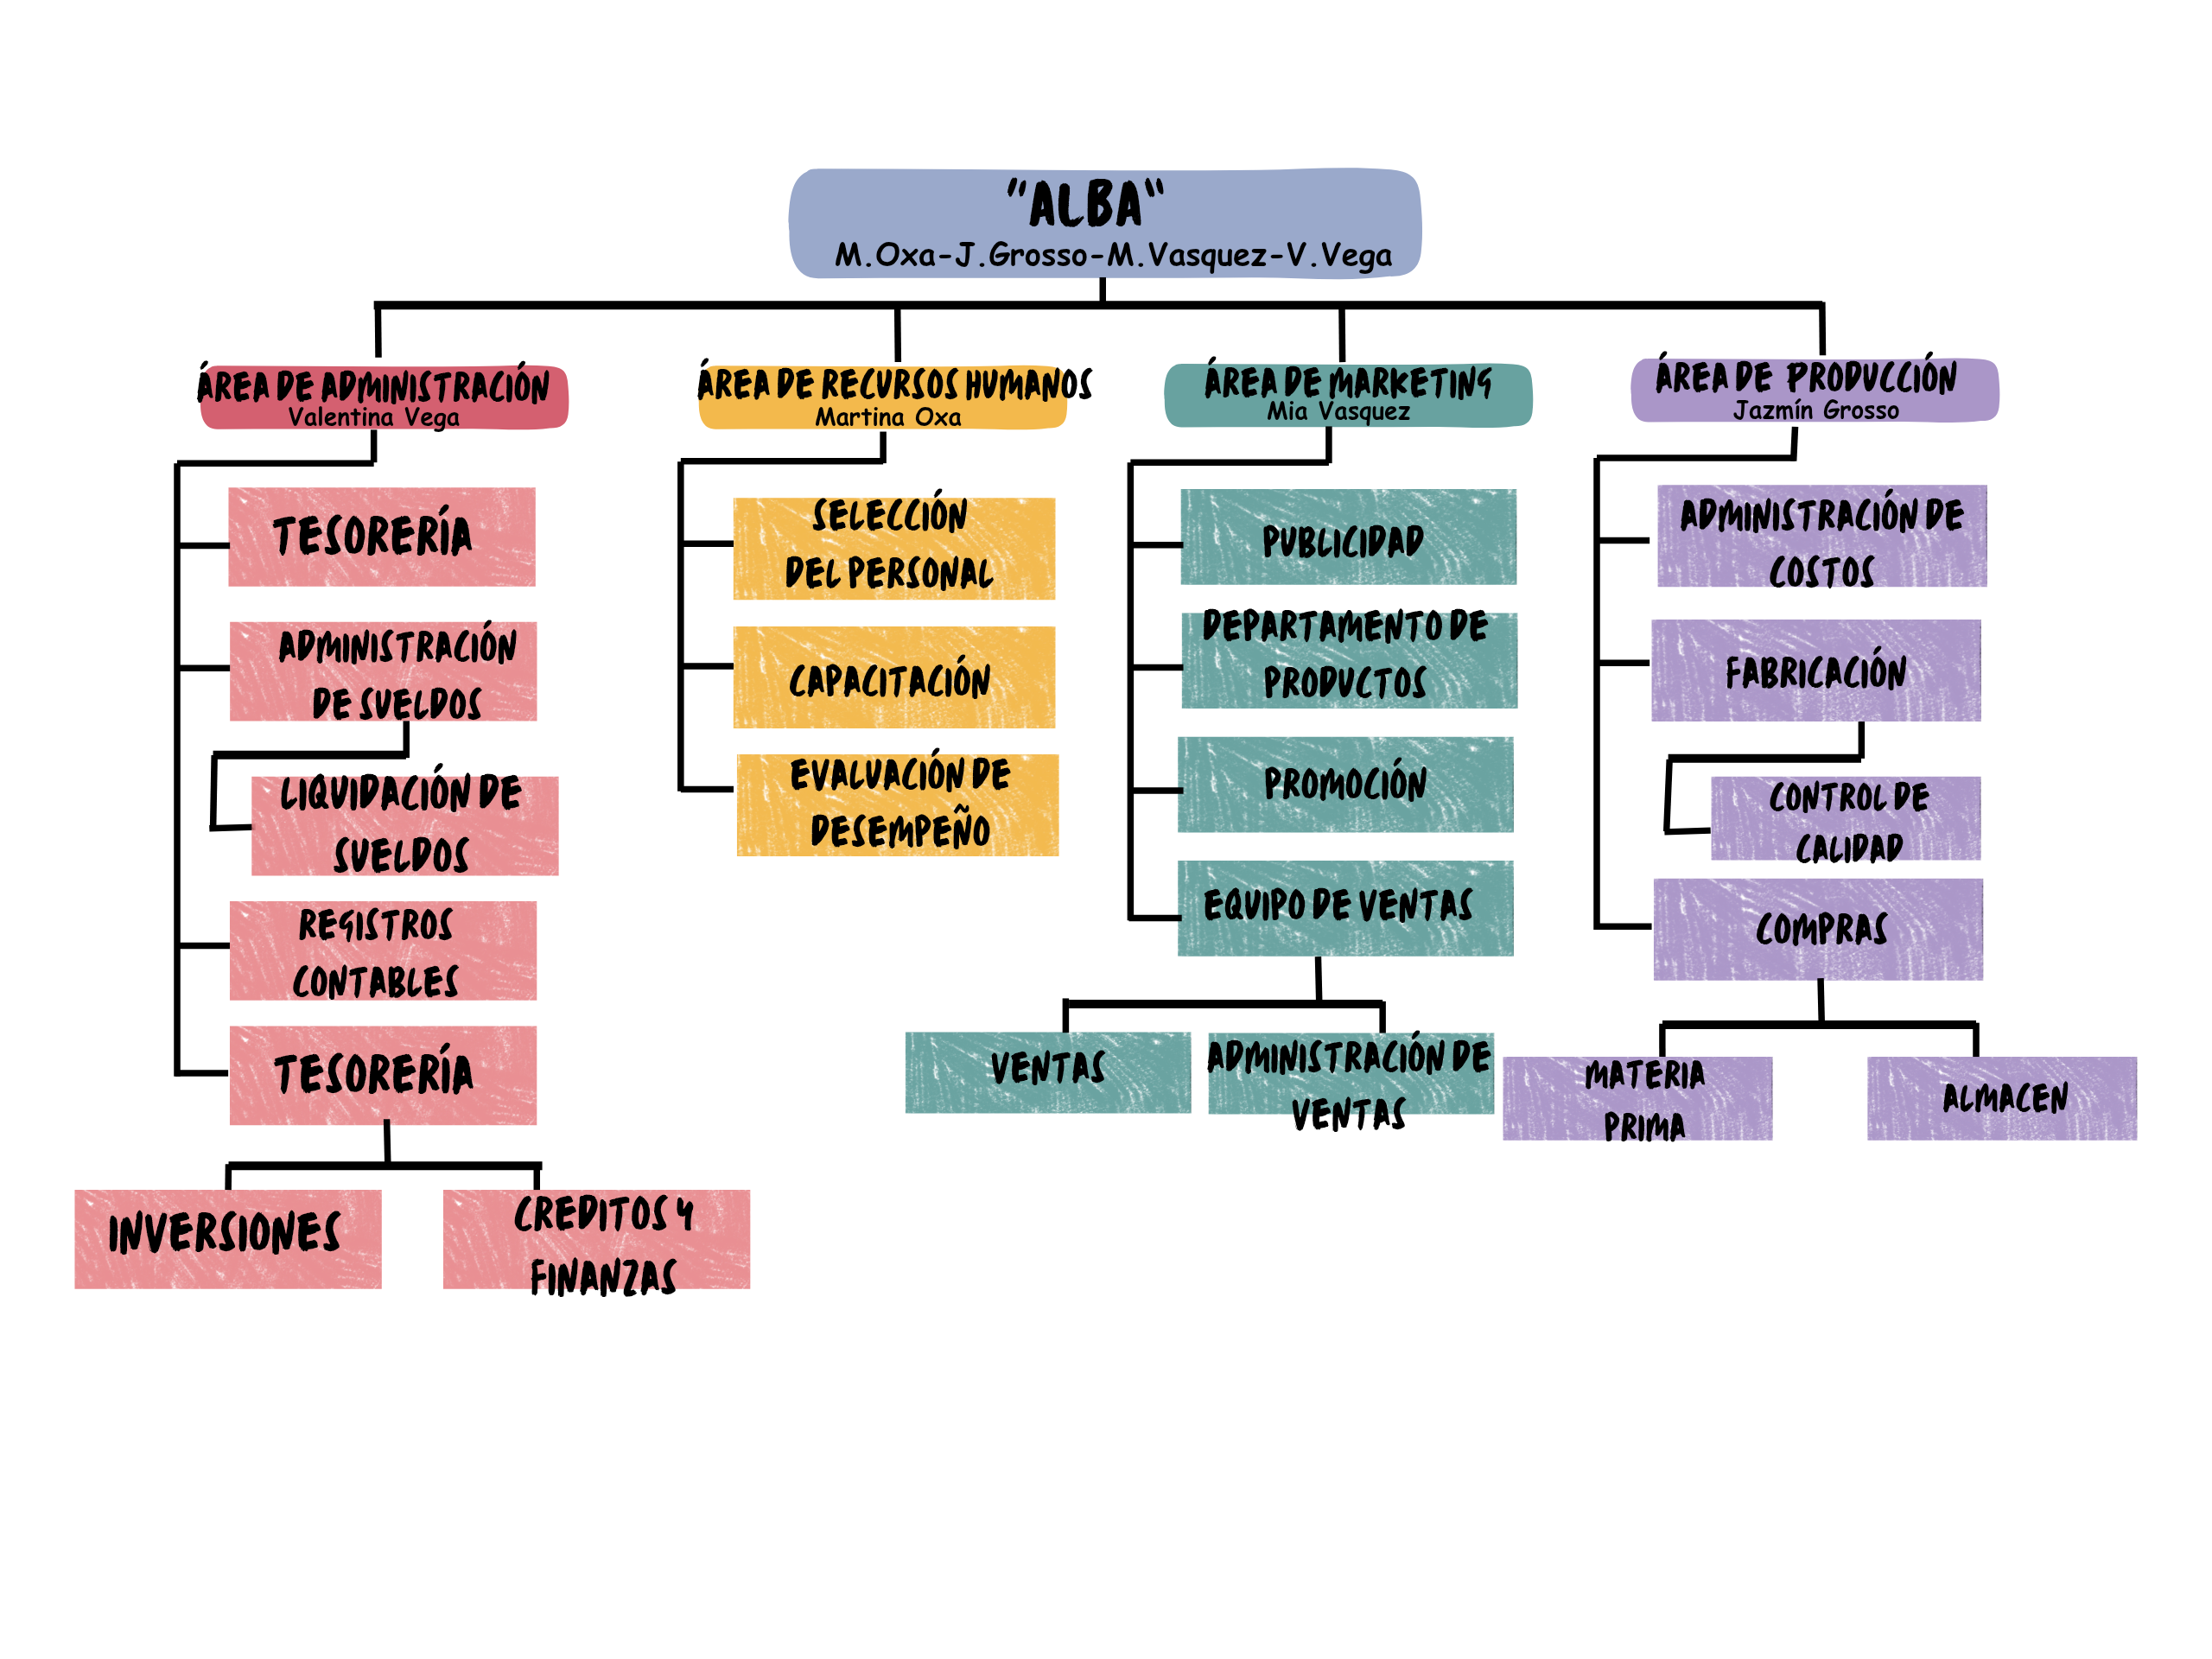 "ALBA"
M.Oxa-J.Grosso-M.Vasquez-V.Vega
ÁREA DE ADMINISTRACIÓN
Valentina Vega
TESORERÍA
ADMINISTRACIÓN
DE SUELDOS
LIQUIDACIÓN DE
SUELDOS
REGISTROS
CONTABLES
TESORERÍA
INVERSIONES
CREDITOS Y
FINANZAS
ÁREA DE RECURSOS HUMANOS
Martina Oxa
SELECCIÓN
DEL PERSONAL
CAPACITACIÓN
EVALUACIÓN DE
DESEMPEÑO
ÁREA DE MARKETING
Mia Vasquez
PUBLICIDAD
DEPARTAMENTO DE
PRODUCTOS
PROMOCIÓN
EQUIPO DE VENTAS
VENTAS
ADMINISTRACIÓN DE
VENTAS
ÁREA DE PRODUCCIÓN
Jazmín Grosso
ADMINISTRACIÓN DE
COSTOS
FABRICACIÓN
CONTROL DE
CALIDAD
COMPRAS
MATERIA
PRIMA
ALMACEN